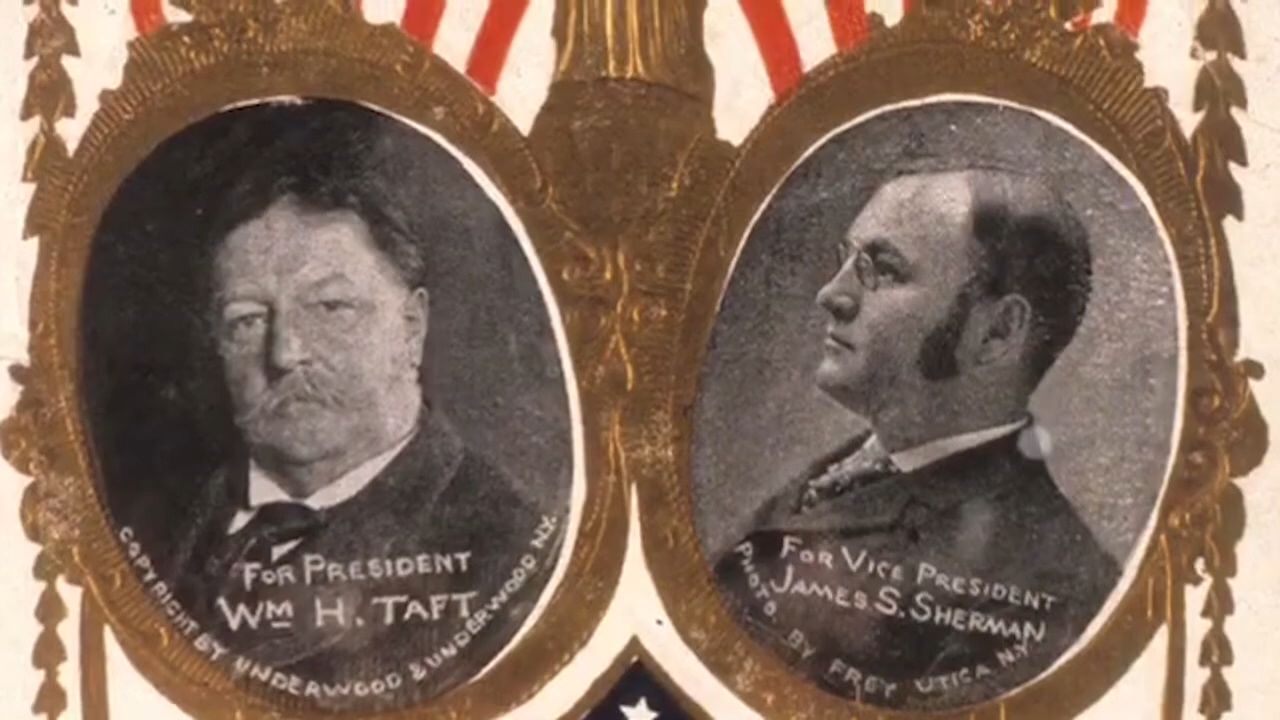 FOR PRESIDENT
WM H. TAFT
COPYRIGHT BY UNDERWOOD & UNDERWOOD N.Y.
FOR VICE PRESIDENT
JAMES S. SHERMAN
PHOTO. BY FREY UTICA N.Y.